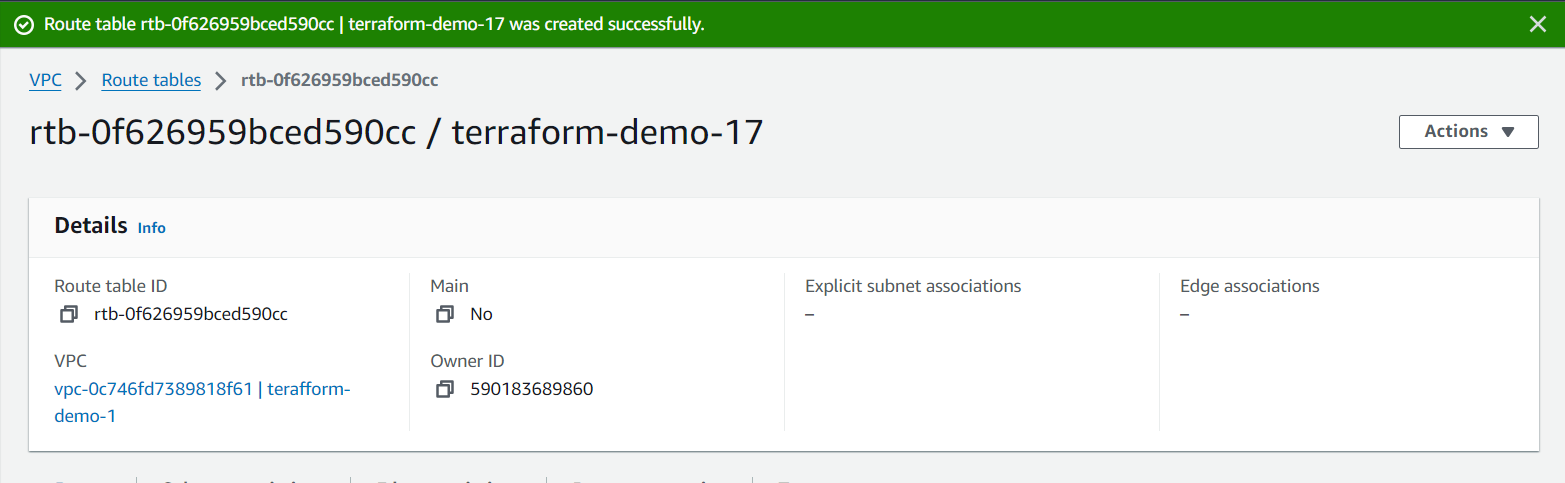 Route table rtb-0f626959bced590cc | terraform-demo-17 was created successfully.
VPC > Route tables > rtb-0f626959bced590cc
rtb-0f626959bced590cc / terraform-demo-17
Actions
Details Info
Route table ID
rtb-0f626959bced590cc
Main
No
Explicit subnet associations
–
Edge associations
–
VPC
vpc-0c746fd7389818f61 | terafform-
demo-1
Owner ID
590183689860